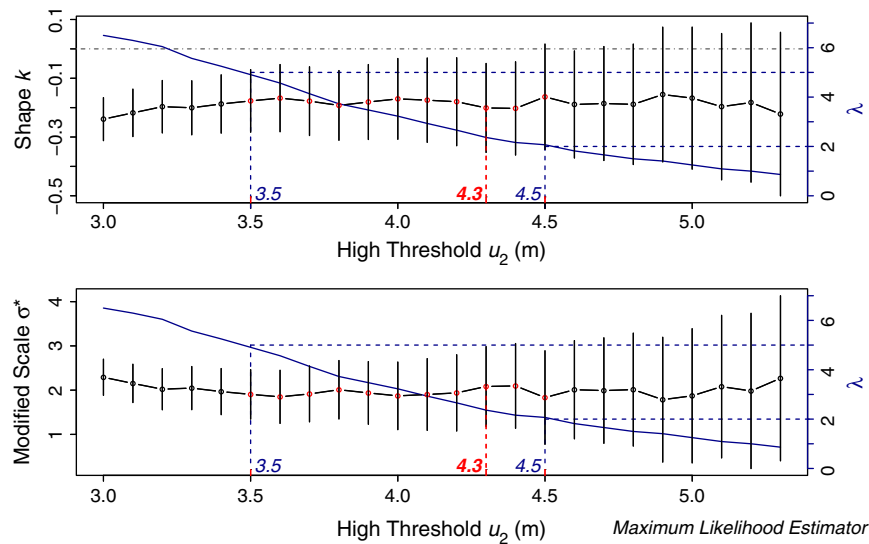 Shape k
0.1
−0.1
−0.3
−0.5
3.0 3.5 4.0 4.5 5.0
3.5 4.3 4.5
0 2 4 6
λ
High Threshold u2 (m)
Modified Scale σ*
4
3
2
1
3.0 3.5 4.0 4.5 5.0
3.5 4.3 4.5
0 2 4 6
λ
High Threshold u2 (m)
Maximum Likelihood Estimator